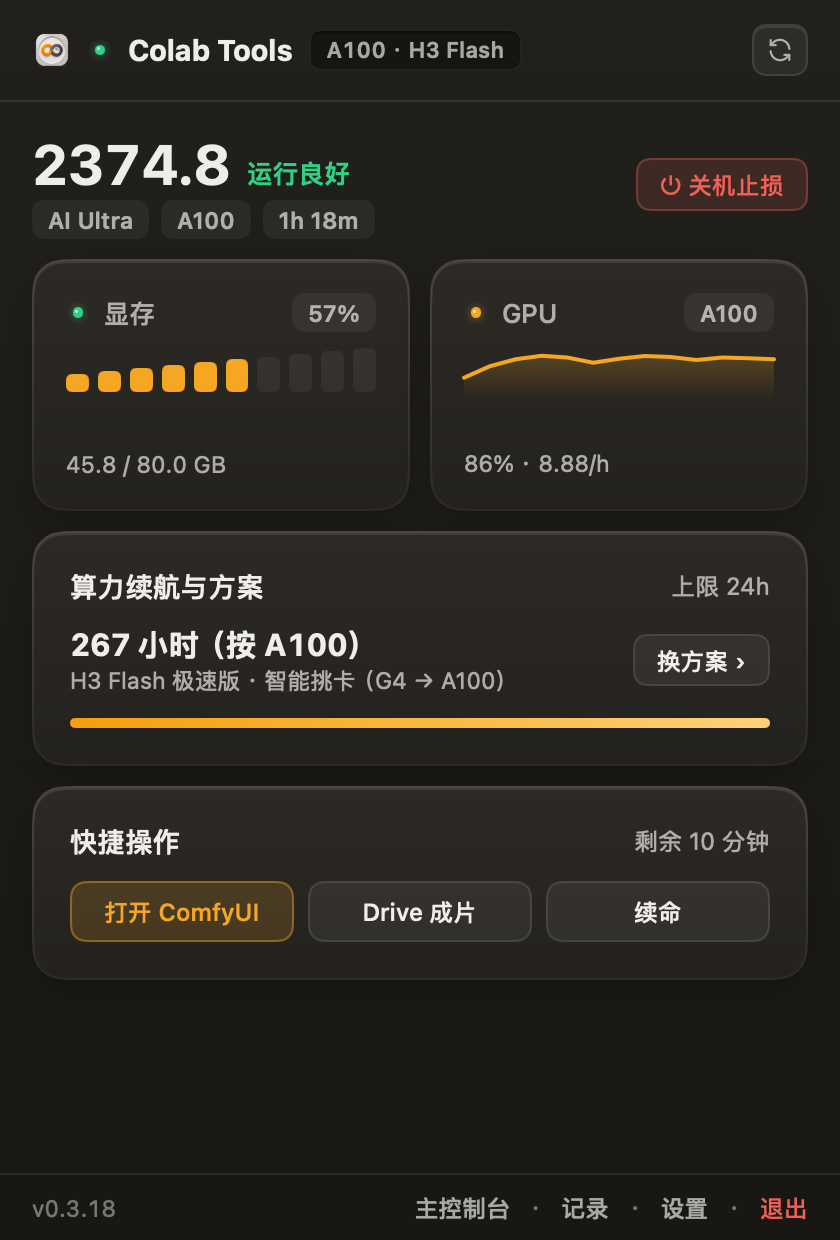 Colab Tools A100 · H3 Flash
2374.8 运行良好
关机止损
AI Ultra A100 1h 18m
显存 57%
45.8 / 80.0 GB
GPU A100
86% · 8.88/h
算力续航与方案 上限 24h
267 小时（按 A100）
H3 Flash 极速版 · 智能挑卡（G4 → A100）
换方案 ›
快捷操作 剩余 10 分钟
打开 ComfyUI Drive 成片 续命
v0.3.18 主控制台 · 记录 · 设置 · 退出